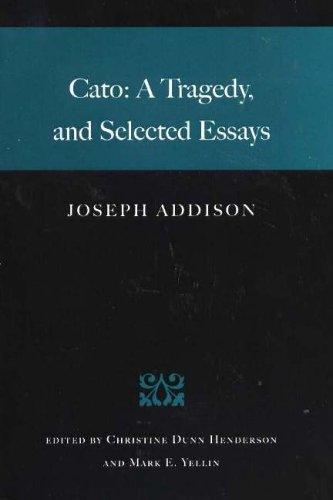 Cato: A Tragedy,
and Selected Essays
JOSEPH ADDISON
EDITED BY CHRISTINE DUNN HENDERSON
AND MARK E. YELLIN